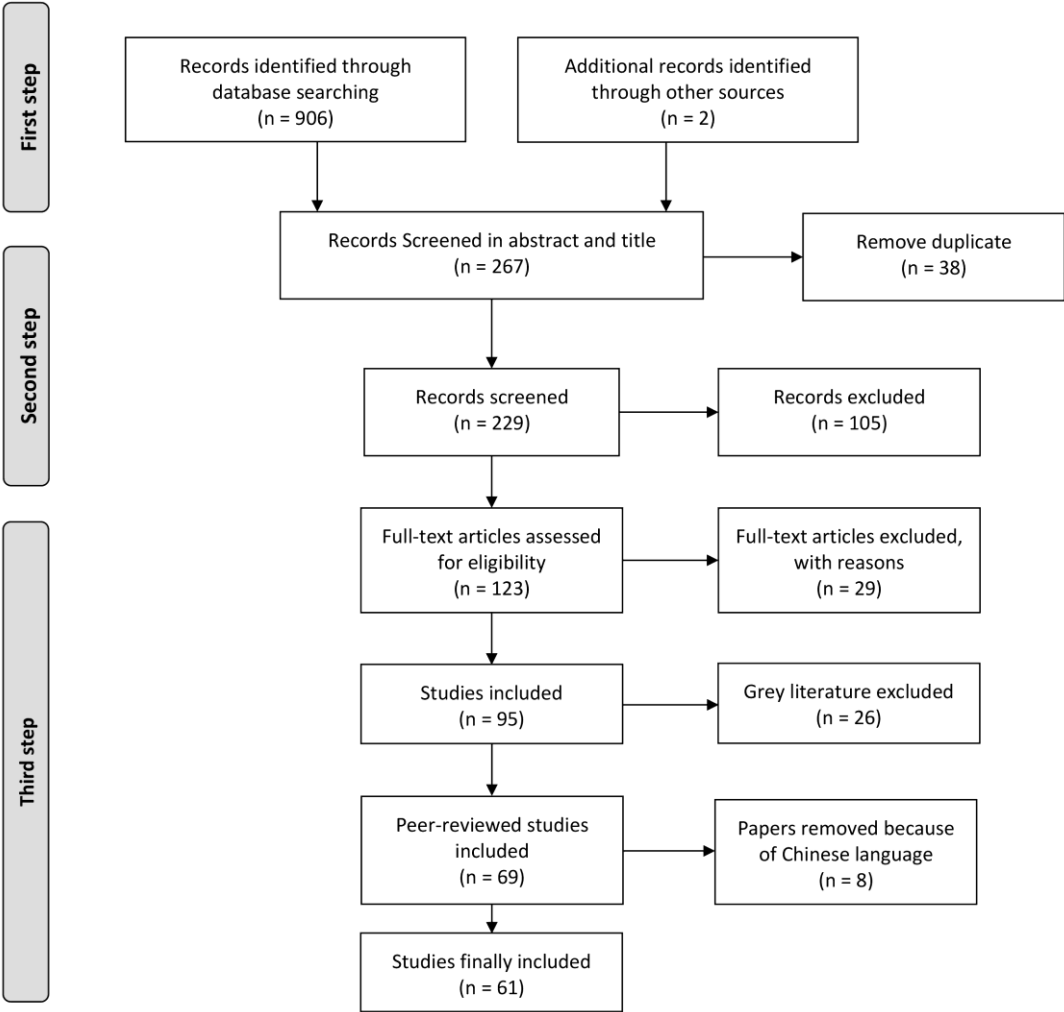 First step
Records identified through
database searching
(n = 906)
Additional records identified
through other sources
(n = 2)
Records Screened in abstract and title
(n = 267)
Remove duplicate
(n = 38)
Second step
Records screened
(n = 229)
Records excluded
(n = 105)
Third step
Full-text articles assessed
for eligibility
(n = 123)
Full-text articles excluded,
with reasons
(n = 29)
Studies included
(n = 95)
Grey literature excluded
(n = 26)
Peer-reviewed studies
included
(n = 69)
Papers removed because
of Chinese language
(n = 8)
Studies finally included
(n = 61)